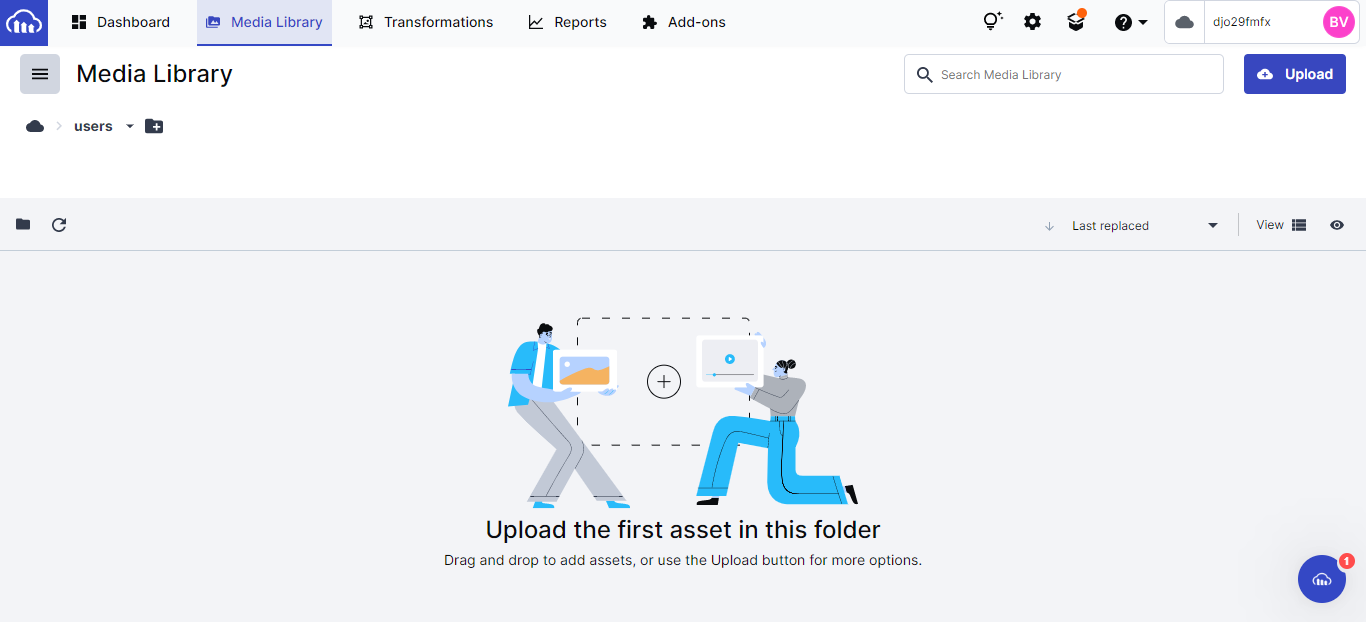 Dashboard
Media Library
Transformations
Reports
Add-ons
djo29fmfx
BV
Media Library
Search Media Library
Upload
users
Last replaced
View
Upload the first asset in this folder
Drag and drop to add assets, or use the Upload button for more options.
1